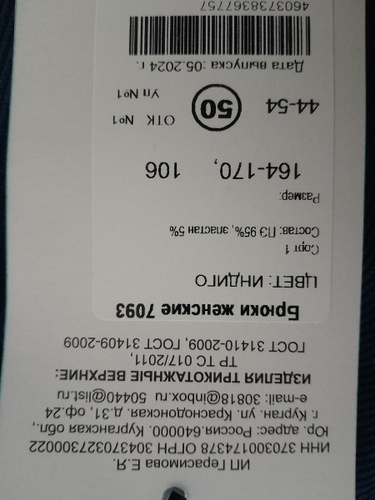 ИП Герасимова Е.Я.
ИНН 370300174378 ОГРН 304370327300022
Юр. адрес: Россия.640000. Курганская обл.,
г. Курган. ул. Краснодонская. д.31, оф.24
e-mail: 30818@inbox.ru 50440@list@ru
ИЗДЕЛИЯ ТРИКОТАЖНЫЕ ВЕРХНИЕ:
ТР ТС 017/2011,
ГОСТ 31410-2009, ГОСТ 31409-2009
Брюки женские 7093
ЦВЕТ: ИНДИГО
Сорт 1
Состав: ПЭ 95%, эластан 5%
Размер:
164-170, 106
44-54 50 ОТК №1
Уп №1
Дата выпуска :05.2024 г.
4603738367757